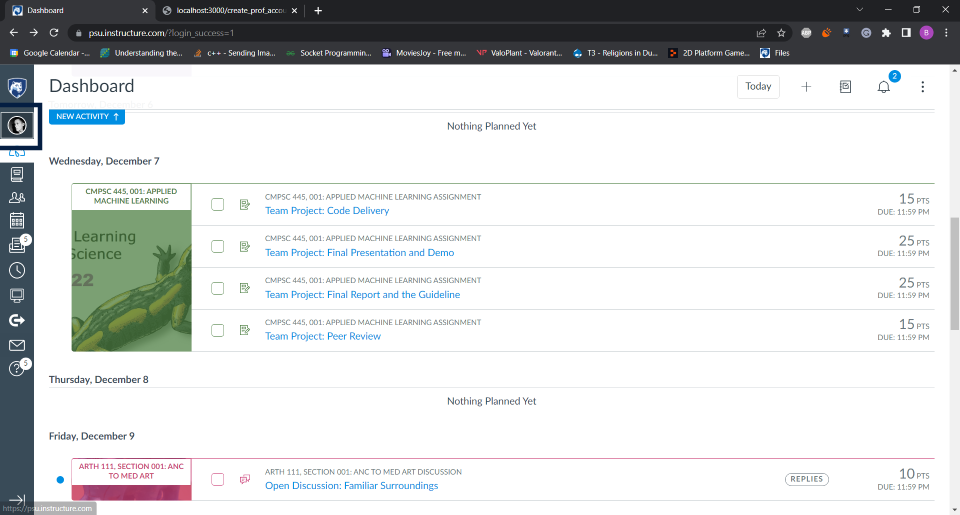 Dashboard
localhost:3000/create_prof_accou
psu.instructure.com/?login_success=1
B
Google Calendar -...
Understanding the...
c++ - Sending Ima...
Socket Programmin...
MoviesJoy - Free m...
ValoPlant - Valorant...
T3 - Religions in Du...
2D Platform Game...
Files
Dashboard
Today
2
NEW ACTIVITY
Nothing Planned Yet
Wednesday, December 7
CMPSC 445, 001: APPLIED
MACHINE LEARNING
Learning
Science
22
CMPSC 445, 001: APPLIED MACHINE LEARNING ASSIGNMENT
Team Project: Code Delivery
15 PTS
DUE: 11:59 PM
CMPSC 445, 001: APPLIED MACHINE LEARNING ASSIGNMENT
Team Project: Final Presentation and Demo
25 PTS
DUE: 11:59 PM
CMPSC 445, 001: APPLIED MACHINE LEARNING ASSIGNMENT
Team Project: Final Report and the Guideline
25 PTS
DUE: 11:59 PM
CMPSC 445, 001: APPLIED MACHINE LEARNING ASSIGNMENT
Team Project: Peer Review
15 PTS
DUE: 11:59 PM
5
5
Thursday, December 8
Nothing Planned Yet
Friday, December 9
ARTH 111, SECTION 001: ANC
TO MED ART
ARTH 111, SECTION 001: ANC TO MED ART DISCUSSION
Open Discussion: Familiar Surroundings
REPLIES
10 PTS
DUE: 11:59 PM
https://psu.instructure.com